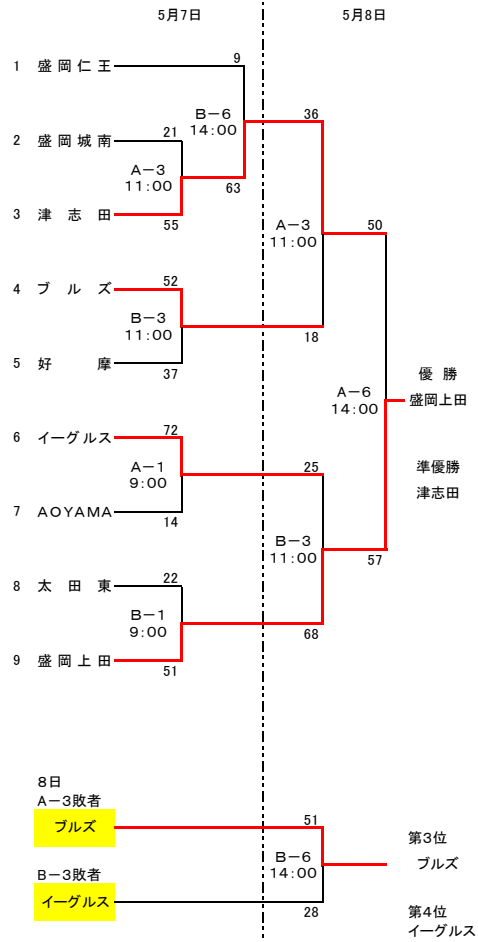 5月7日
5月8日
9
1 盛岡仁王
B-6
14:00
36
2 盛岡城南
21
A-3
11:00
63
3 津志田
55
A-3
11:00
50
4 ブルズ
52
B-3
11:00
18
5 好摩
37
優勝
A-6
14:00
盛岡上田
6 イーグルス
72
A-1
9:00
25
準優勝
津志田
7 AOYAMA
14
B-3
11:00
57
8 太田東
22
B-1
9:00
68
9 盛岡上田
51
8日
A-3敗者
ブルズ
51
第3位
B-6
14:00
ブルズ
B-3敗者
イーグルス
28
第4位
イーグルス